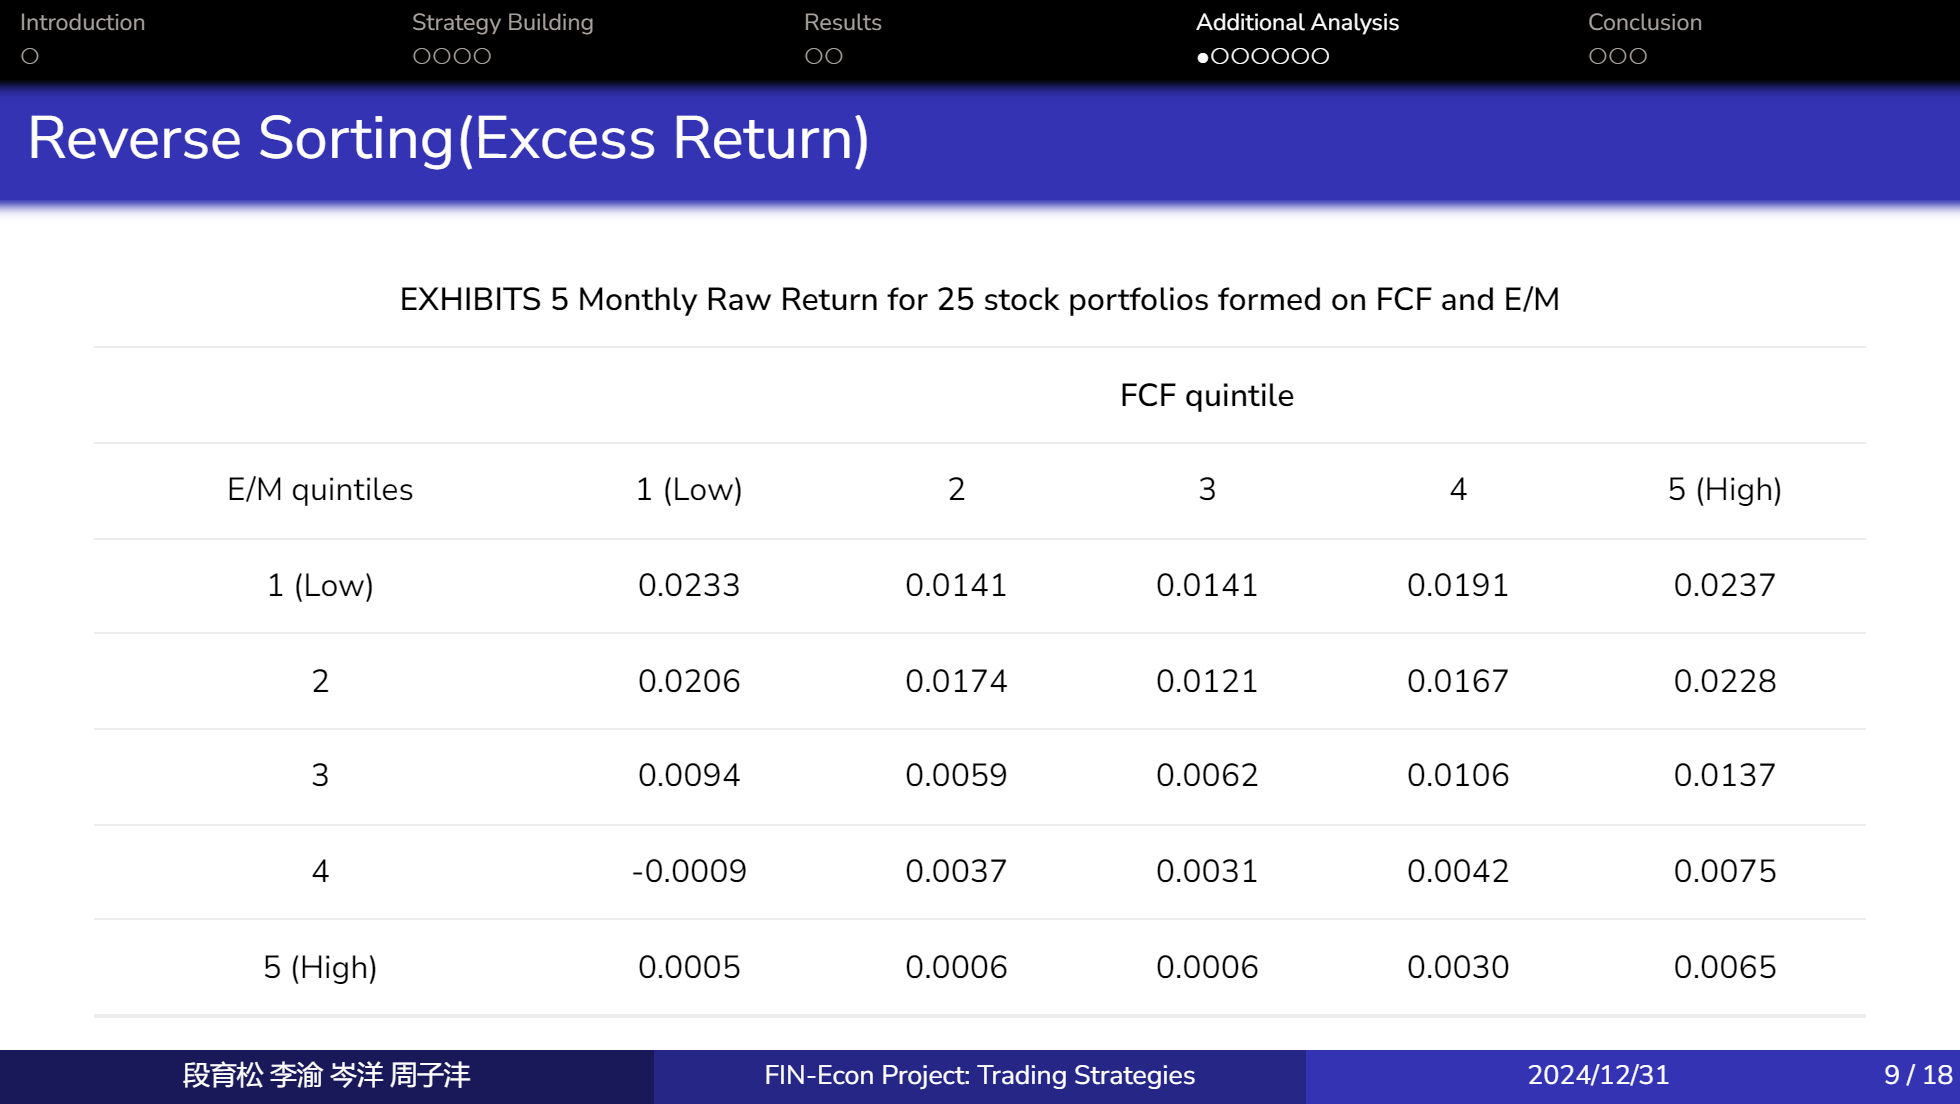 Introduction Strategy Building Results Additional Analysis Conclusion
Reverse Sorting(Excess Return)
EXHIBITS 5 Monthly Raw Return for 25 stock portfolios formed on FCF and E/M
FCF quintile
E/M quintiles 1 (Low) 2 3 4 5 (High)
1 (Low) 0.0233 0.0141 0.0141 0.0191 0.0237
2 0.0206 0.0174 0.0121 0.0167 0.0228
3 0.0094 0.0059 0.0062 0.0106 0.0137
4 -0.0009 0.0037 0.0031 0.0042 0.0075
5 (High) 0.0005 0.0006 0.0006 0.0030 0.0065
段育松 李渝 岑洋 周子沣 FIN-Econ Project: Trading Strategies 2024/12/31 9 / 18